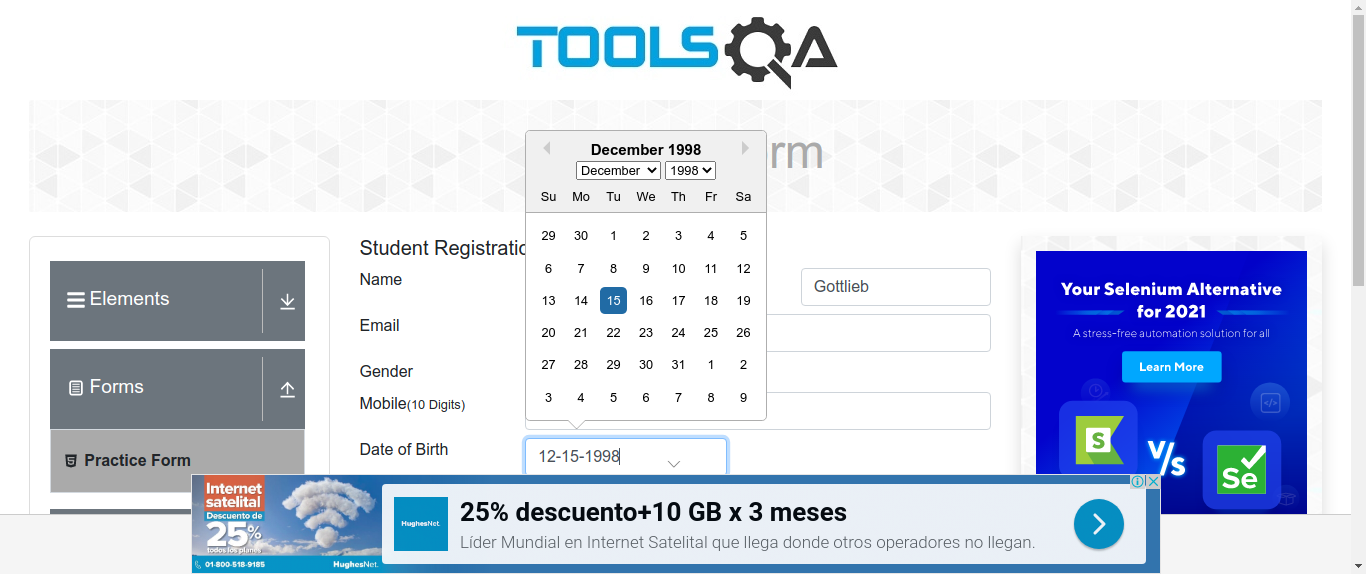 TOOLSQA
rm
December 1998
December 1998
Su Mo Tu We Th Fr Sa
29 30 1 2 3 4 5
6 7 8 9 10 11 12
13 14 15 16 17 18 19
20 21 22 23 24 25 26
27 28 29 30 31 1 2
3 4 5 6 7 8 9
Elements
Forms
Practice Form
Student Registratio
Name
Gottlieb
Email
Gender
Mobile(10 Digits)
Date of Birth
12-15-1998
Your Selenium Alternative
for 2021
A stress-free automation solution for all
Learn More
S
V/s
Se
Internet
satelital
Descuento de
25%
todos los planes
01-800-518-9185
HughesNet.
HughesNet.
25% descuento+10 GB x 3 meses
Líder Mundial en Internet Satelital que llega donde otros operadores no llegan.